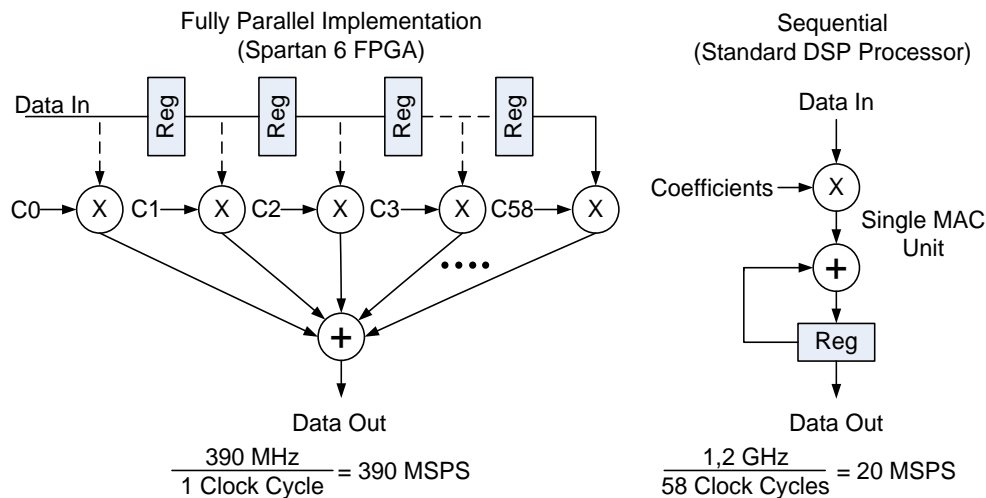 Fully Parallel Implementation
(Spartan 6 FPGA)
Data In
Reg
Reg
Reg
Reg
C0
X
C1
X
C2
X
C3
X
C58
X
+
Data Out
390 MHz
1 Clock Cycle
= 390 MSPS
Sequential
(Standard DSP Processor)
Data In
Coefficients
X
Single MAC
Unit
+
Reg
Data Out
1,2 GHz
58 Clock Cycles
= 20 MSPS